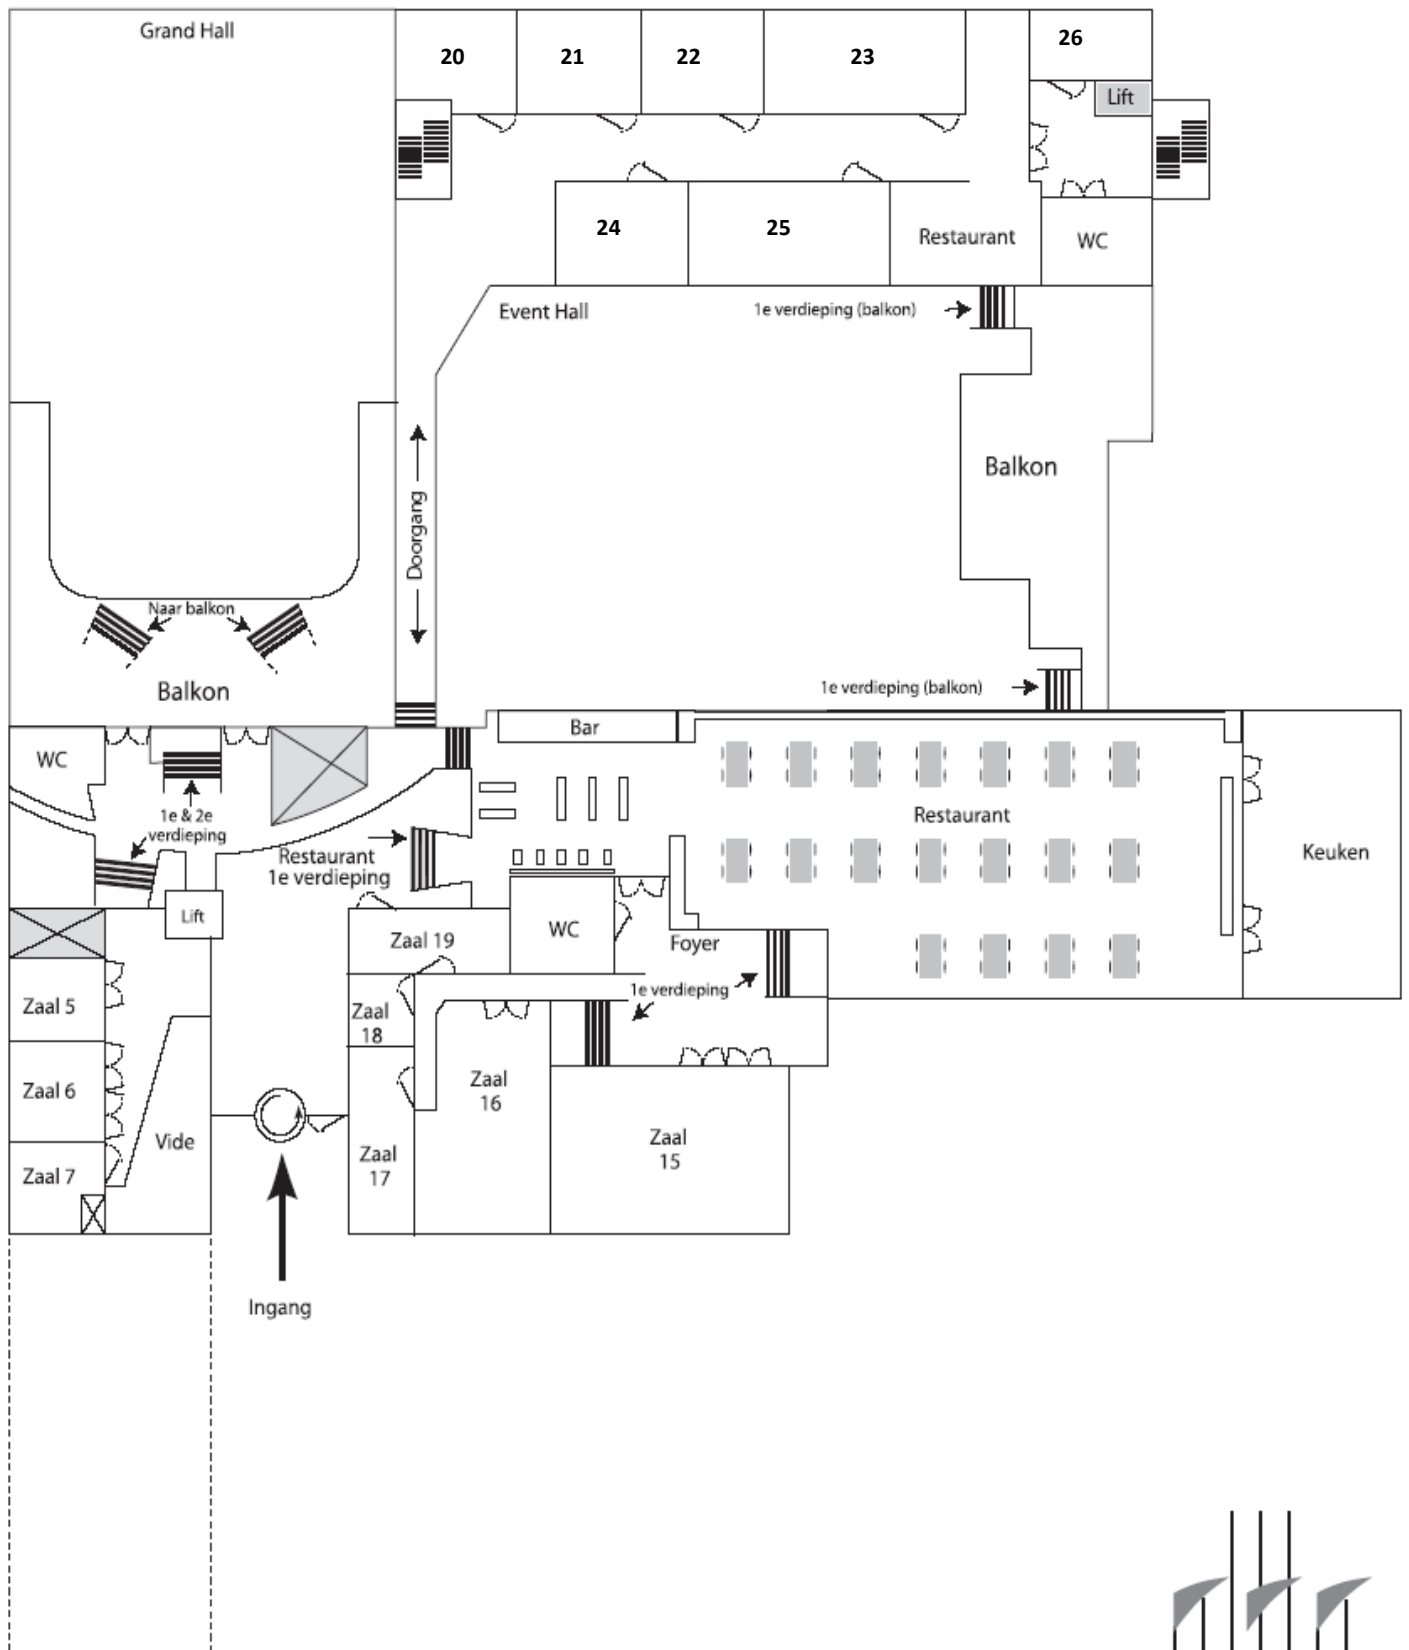 Grand Hall
20
21
22
23
26
Lift
24
25
Restaurant
WC
Event Hall
1e verdieping (balkon)
Balkon
Doorgang
Naar balkon
Balkon
1e verdieping (balkon)
Bar
WC
1e & 2e
verdieping
Restaurant
1e verdieping
Restaurant
Keuken
Lift
Zaal 19
WC
Foyer
1e verdieping
Zaal 5
Zaal
18
Zaal 6
Zaal
16
Vide
Zaal
15
Zaal 7
Zaal
17
Ingang